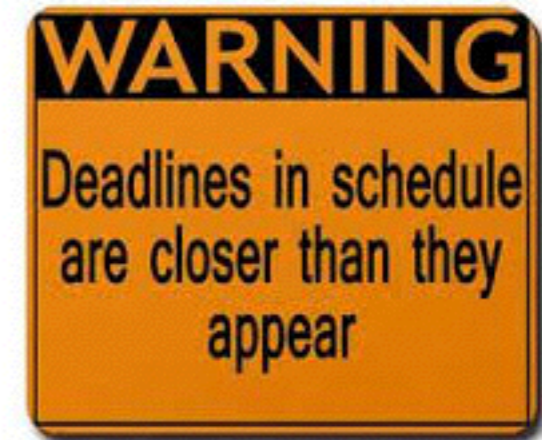 WARNING
Deadlines in schedule
are closer than they
appear